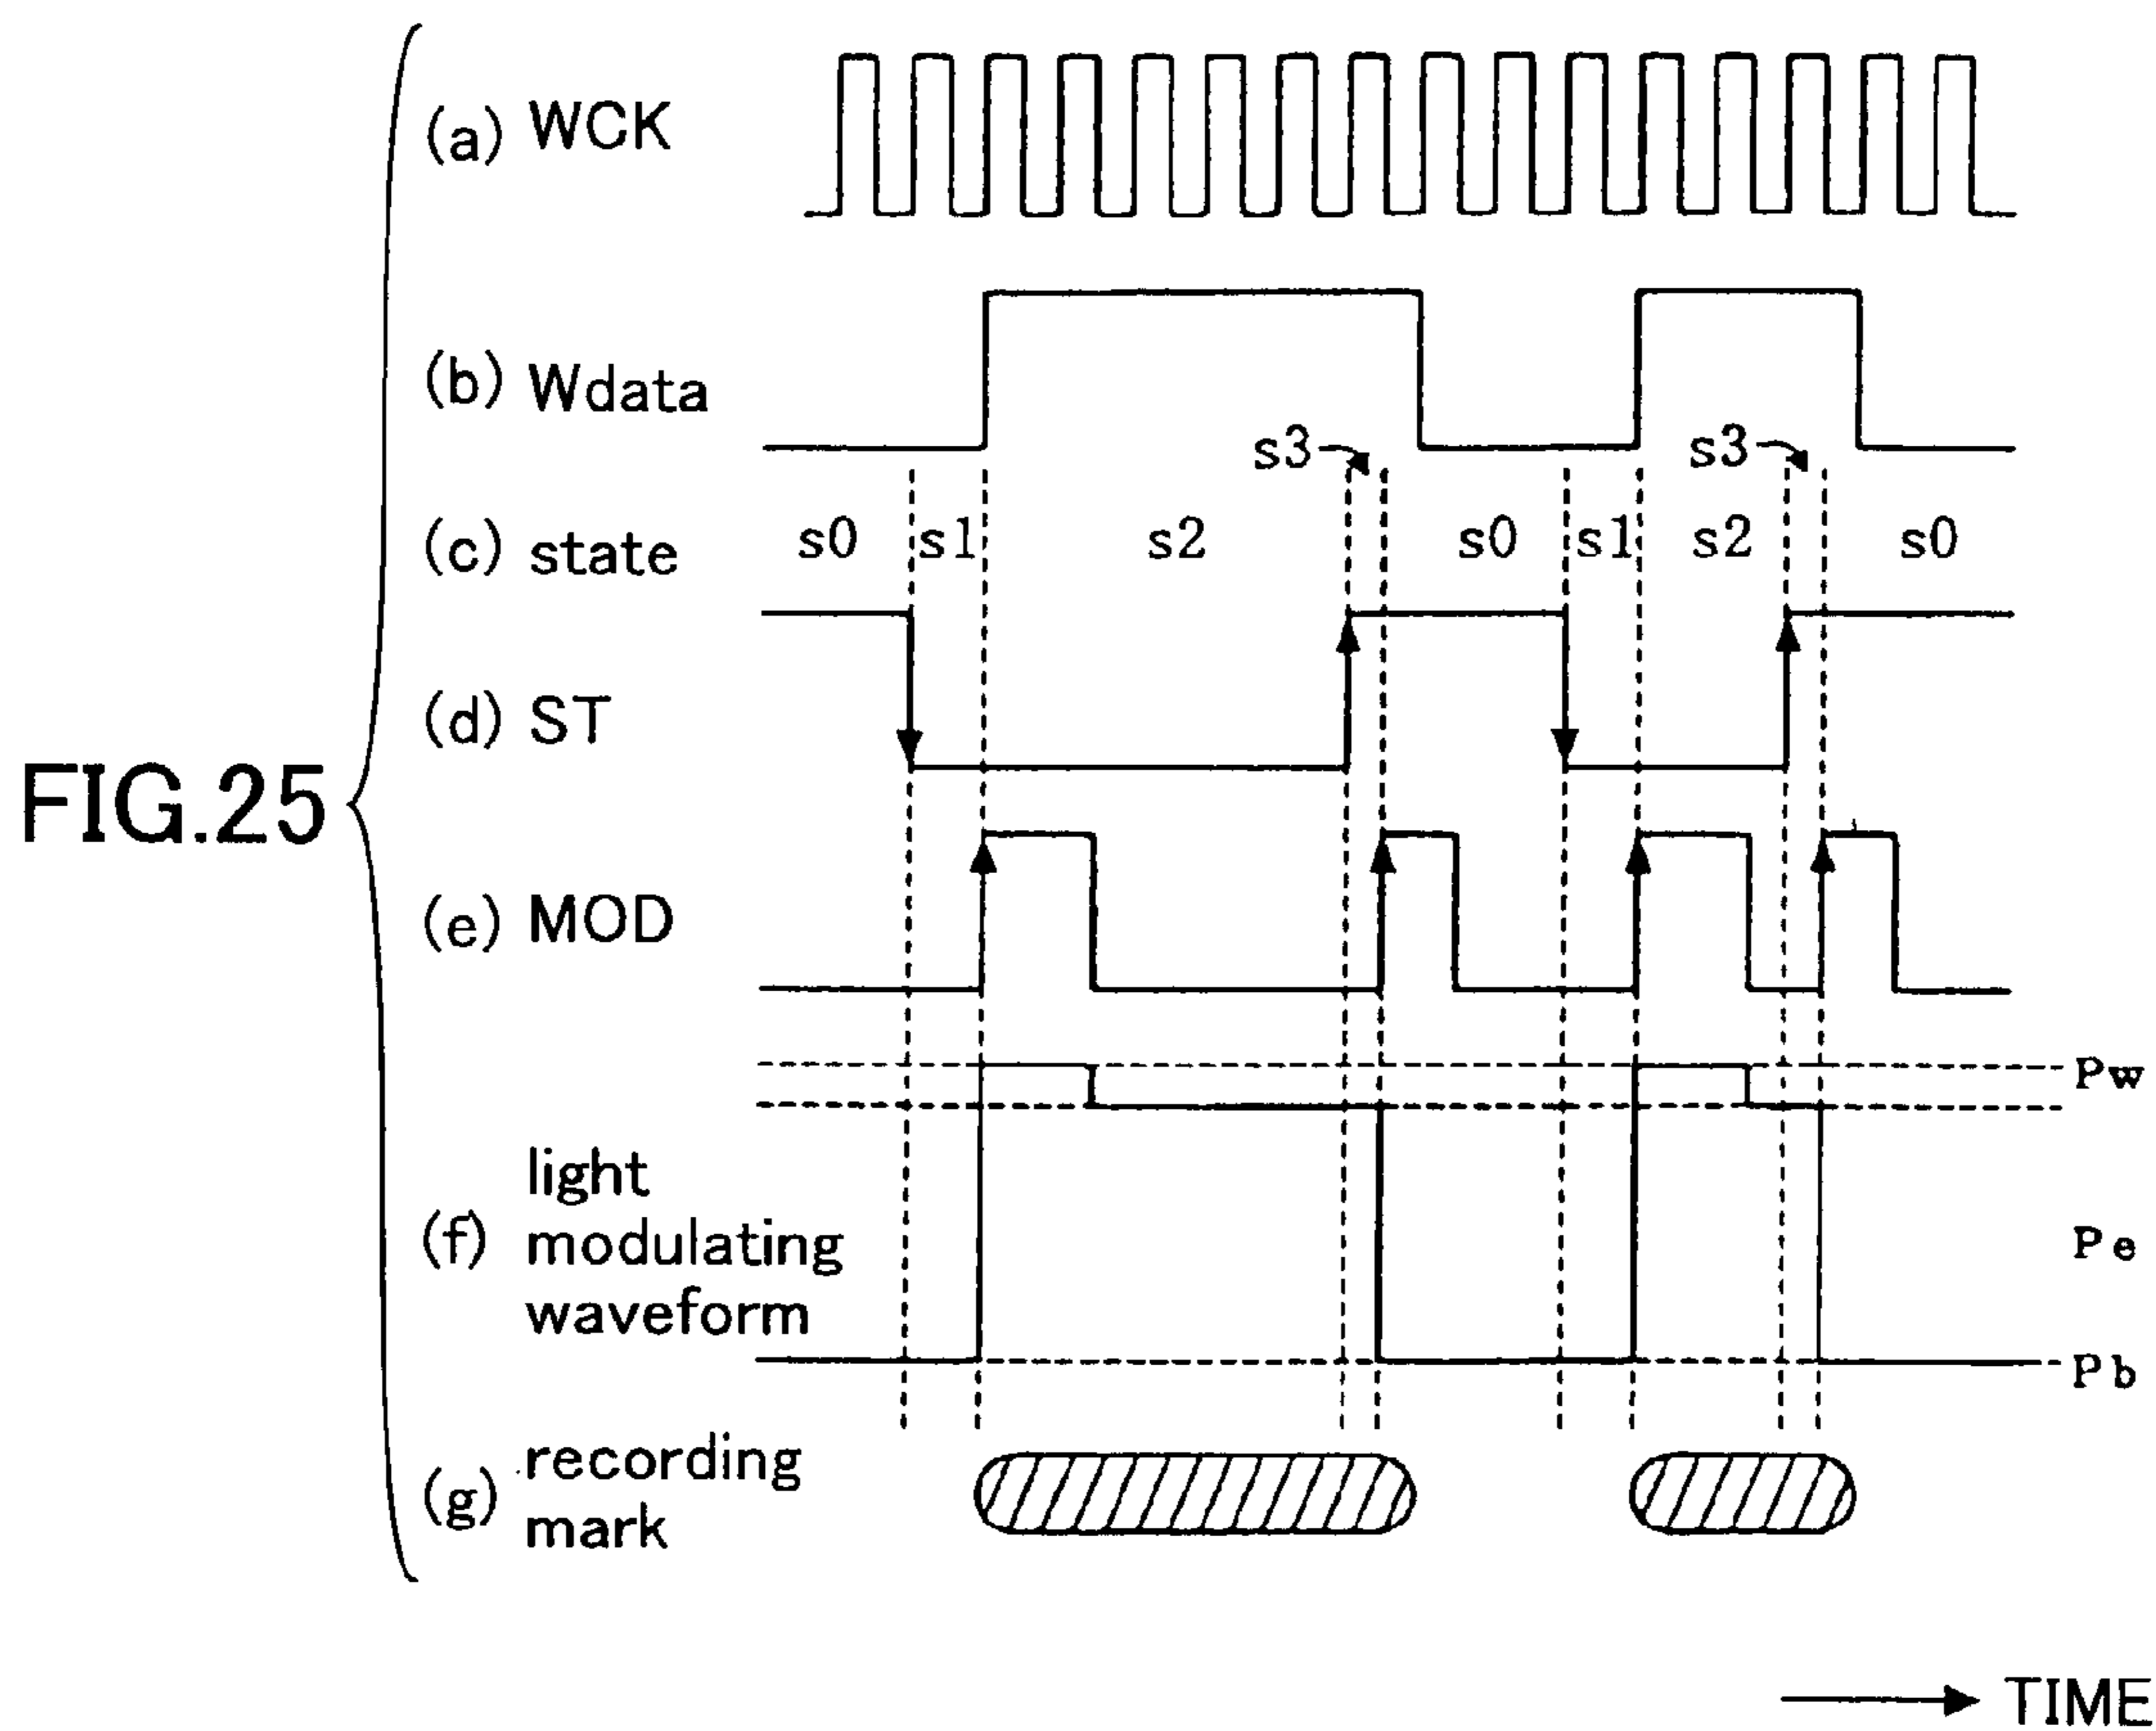 FIG.25
(a) WCK
(b) Wdata
s3 s3
(c) state s0 s1 s2 s0 s1 s2 s0
(d) ST
(e) MOD
Pw
(f) light
modulating
waveform
Pe
Pb
(g) recording
mark
TIME